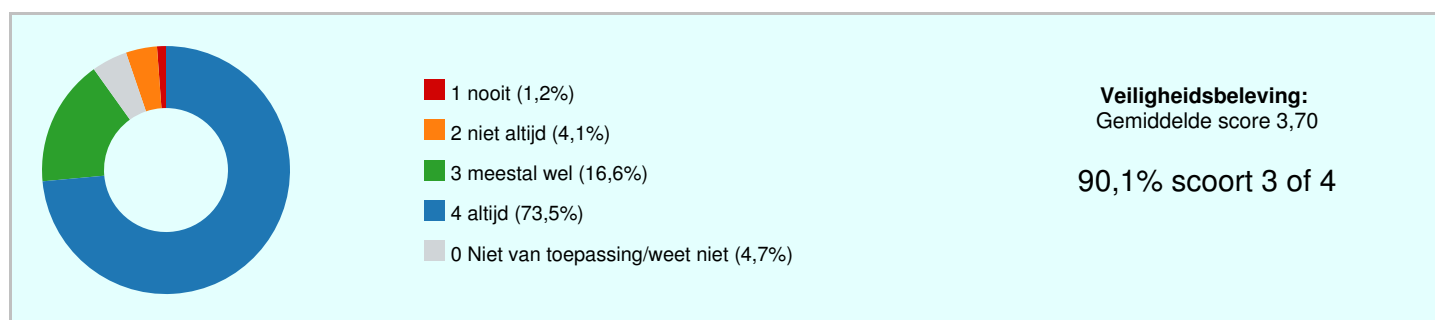 1 nooit (1,2%)
2 niet altijd (4,1%)
3 meestal wel (16,6%)
4 altijd (73,5%)
0 Niet van toepassing/weet niet (4,7%)
Veiligheidsbeleving:
Gemiddelde score 3,70
90,1% scoort 3 of 4